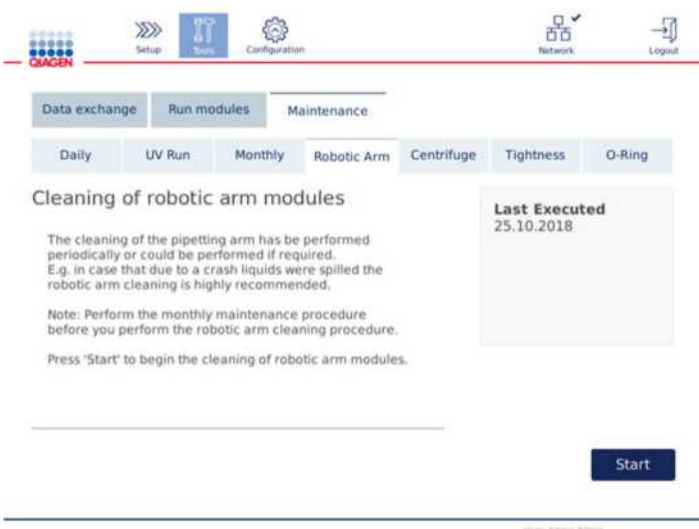 QIAGEN
Setup
Tools
Configuration
Network
Logout
Data exchange
Run modules
Maintenance
Daily
UV Run
Monthly
Robotic Arm
Centrifuge
Tightness
O-Ring
Cleaning of robotic arm modules
The cleaning of the pipetting arm has be performed
periodically or could be performed if required.
E.g. in case that due to a crash liquids were spilled the
robotic arm cleaning is highly recommended.
Note: Perform the monthly maintenance procedure
before you perform the robotic arm cleaning procedure.
Press 'Start' to begin the cleaning of robotic arm modules.
Last Executed
25.10.2018
Start